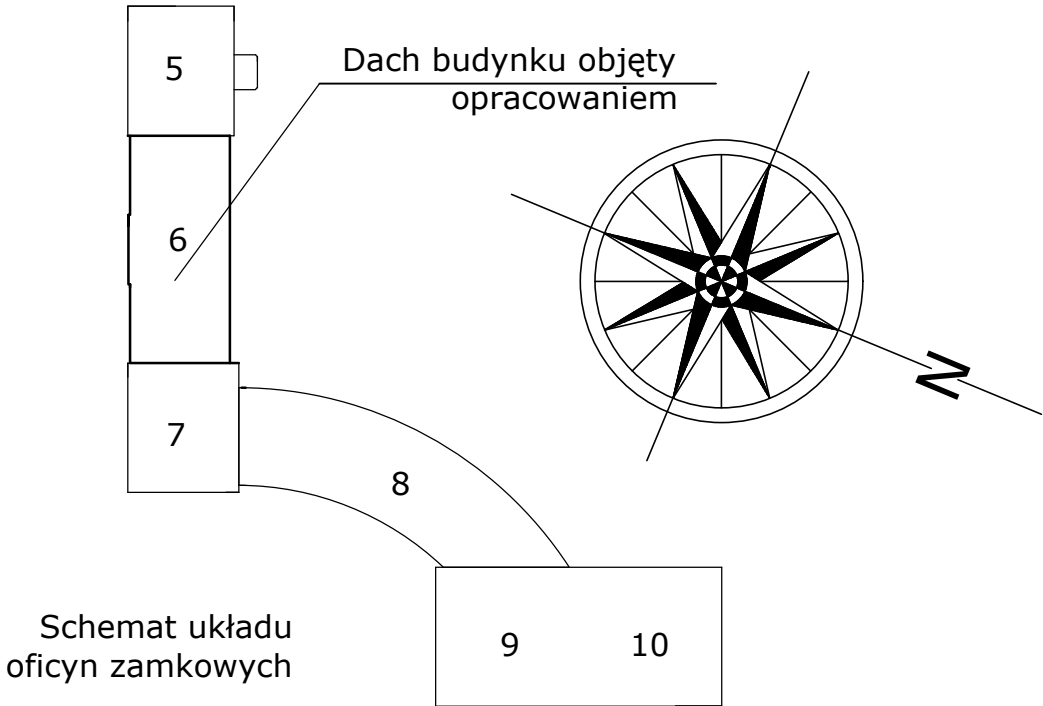 5
Dach budynku objęty
opracowaniem
6
N
7
8
9
10
Schemat układu
oficyn zamkowych